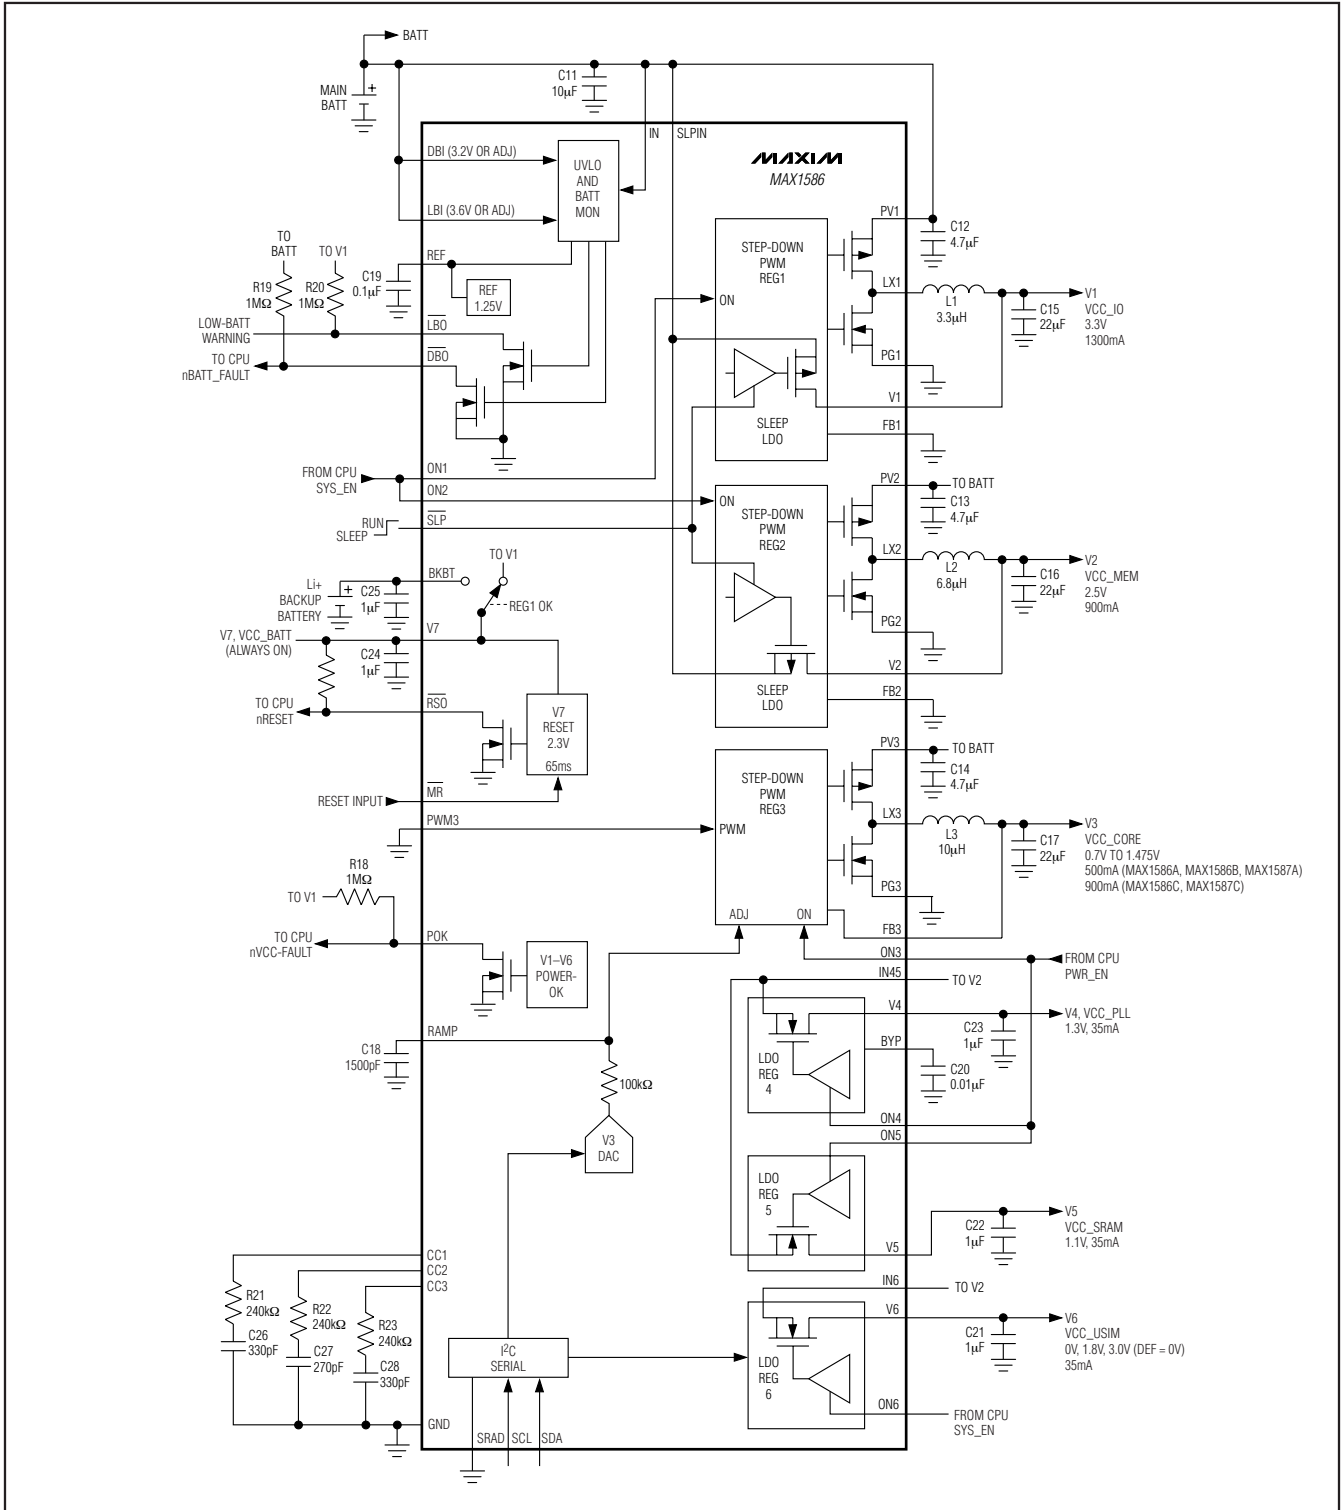 BATT
MAIN
BATT
+
C11
10µF
IN
SLPIN
MAXIM
MAX1586
DBI (3.2V OR ADJ)
LBI (3.6V OR ADJ)
UVLO
AND
BATT
MON
TO
BATT
TO V1
R19
1MΩ
R20
1MΩ
C19
0.1µF
REF
REF
1.25V
LOW-BATT
WARNING
LBO
TO CPU
nBATT_FAULT
DBO
STEP-DOWN
PWM
REG1
ON
SLEEP
LDO
PV1
C12
4.7µF
LX1
L1
3.3µH
PG1
V1
FB1
C15
22µF
V1
VCC_IO
3.3V
1300mA
FROM CPU
SYS_EN
ON1
ON2
RUN
SLEEP
SLP
ON
STEP-DOWN
PWM
REG2
SLEEP
LDO
PV2
TO BATT
C13
4.7µF
LX2
L2
6.8µH
PG2
V2
FB2
C16
22µF
V2
VCC_MEM
2.5V
900mA
Li+
BACKUP
BATTERY
+
C25
1µF
BKBT
TO V1
REG1 OK
V7, VCC_BATT
(ALWAYS ON)
C24
1µF
V7
TO CPU
nRESET
RSO
V7
RESET
2.3V
65ms
RESET INPUT
MR
PWM3
STEP-DOWN
PWM
REG3
PWM
ADJ
ON
PV3
TO BATT
C14
4.7µF
LX3
L3
10µH
PG3
FB3
C17
22µF
V3
VCC_CORE
0.7V TO 1.475V
500mA (MAX1586A, MAX1586B, MAX1587A)
900mA (MAX1586C, MAX1587C)
R18
1MΩ
TO V1
TO CPU
nVCC-FAULT
POK
V1–V6
POWER-
OK
ON3
FROM CPU
PWR_EN
IN45
TO V2
RAMP
C18
1500pF
100kΩ
V3
DAC
LDO
REG
4
V4
C23
1µF
V4, VCC_PLL
1.3V, 35mA
BYP
C20
0.01µF
ON4
ON5
LDO
REG
5
V5
C22
1µF
V5
VCC_SRAM
1.1V, 35mA
CC1
CC2
CC3
R21
240kΩ
C26
330pF
R22
240kΩ
C27
270pF
R23
240kΩ
C28
330pF
GND
I2C
SERIAL
SRAD
SCL
SDA
IN6
TO V2
LDO
REG
6
V6
C21
1µF
V6
VCC_USIM
0V, 1.8V, 3.0V (DEF = 0V)
35mA
ON6
FROM CPU
SYS_EN